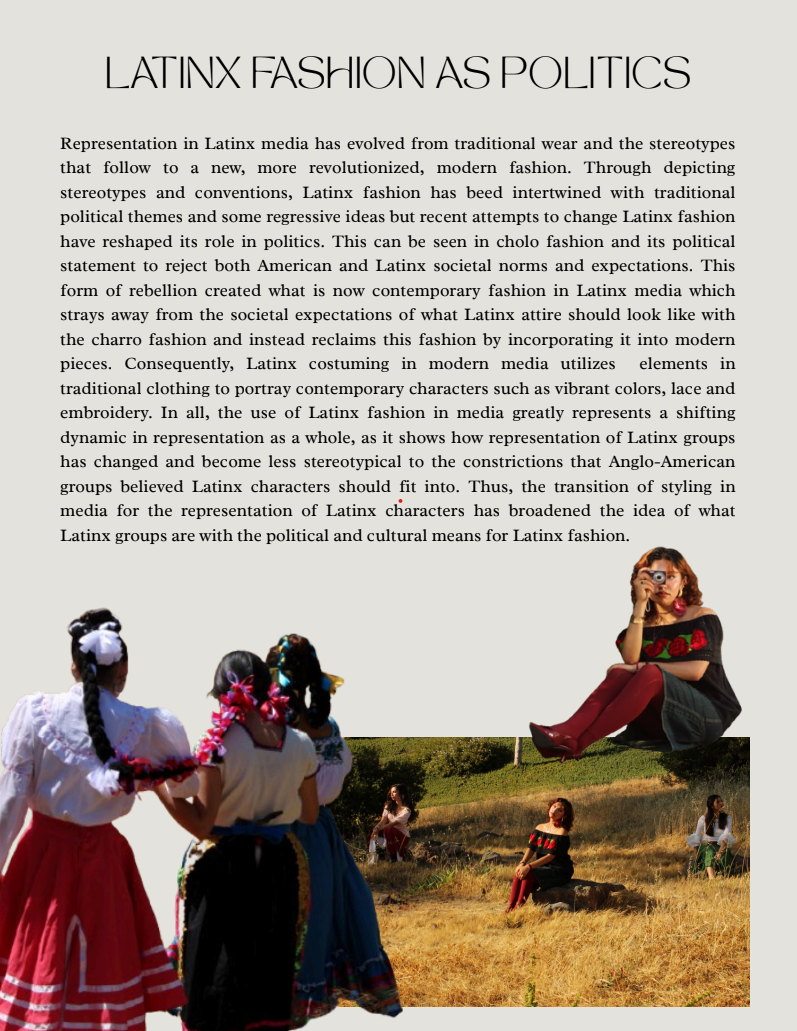 LATINX FASHION AS POLITICS
Representation in Latinx media has evolved from traditional wear and the stereotypes
that follow to a new, more revolutionized, modern fashion. Through depicting
stereotypes and conventions, Latinx fashion has beed intertwined with traditional
political themes and some regressive ideas but recent attempts to change Latinx fashion
have reshaped its role in politics. This can be seen in cholo fashion and its political
statement to reject both American and Latinx societal norms and expectations. This
form of rebellion created what is now contemporary fashion in Latinx media which
strays away from the societal expectations of what Latinx attire should look like with
the charro fashion and instead reclaims this fashion by incorporating it into modern
pieces. Consequently, Latinx costuming in modern media utilizes elements in
traditional clothing to portray contemporary characters such as vibrant colors, lace and
embroidery. In all, the use of Latinx fashion in media greatly represents a shifting
dynamic in representation as a whole, as it shows how representation of Latinx groups
has changed and become less stereotypical to the constrictions that Anglo-American
groups believed Latinx characters should fit into. Thus, the transition of styling in
media for the representation of Latinx characters has broadened the idea of what
Latinx groups are with the political and cultural means for Latinx fashion.